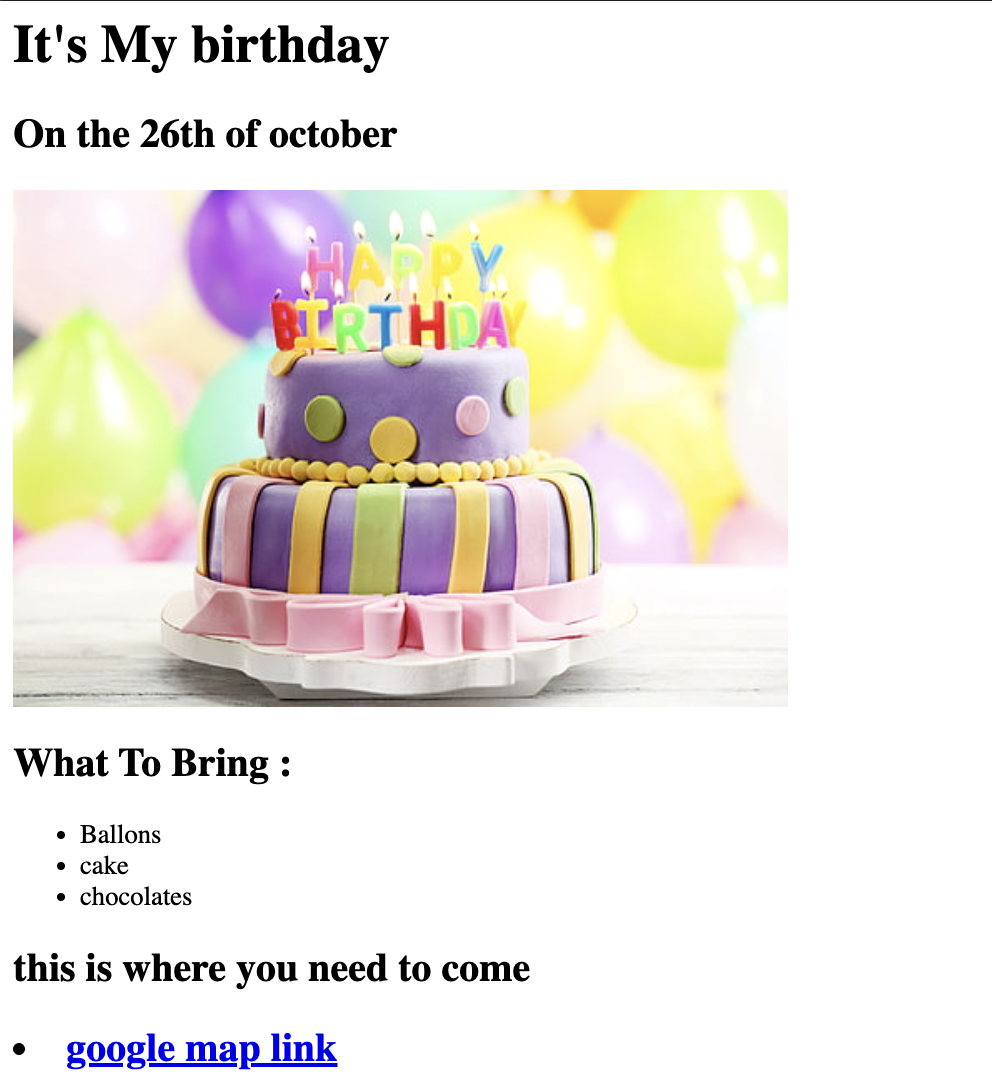 It's My birthday
On the 26th of october
HAPPY
BIRTHDAY
What To Bring :
Ballons
cake
chocolates
this is where you need to come
google map link